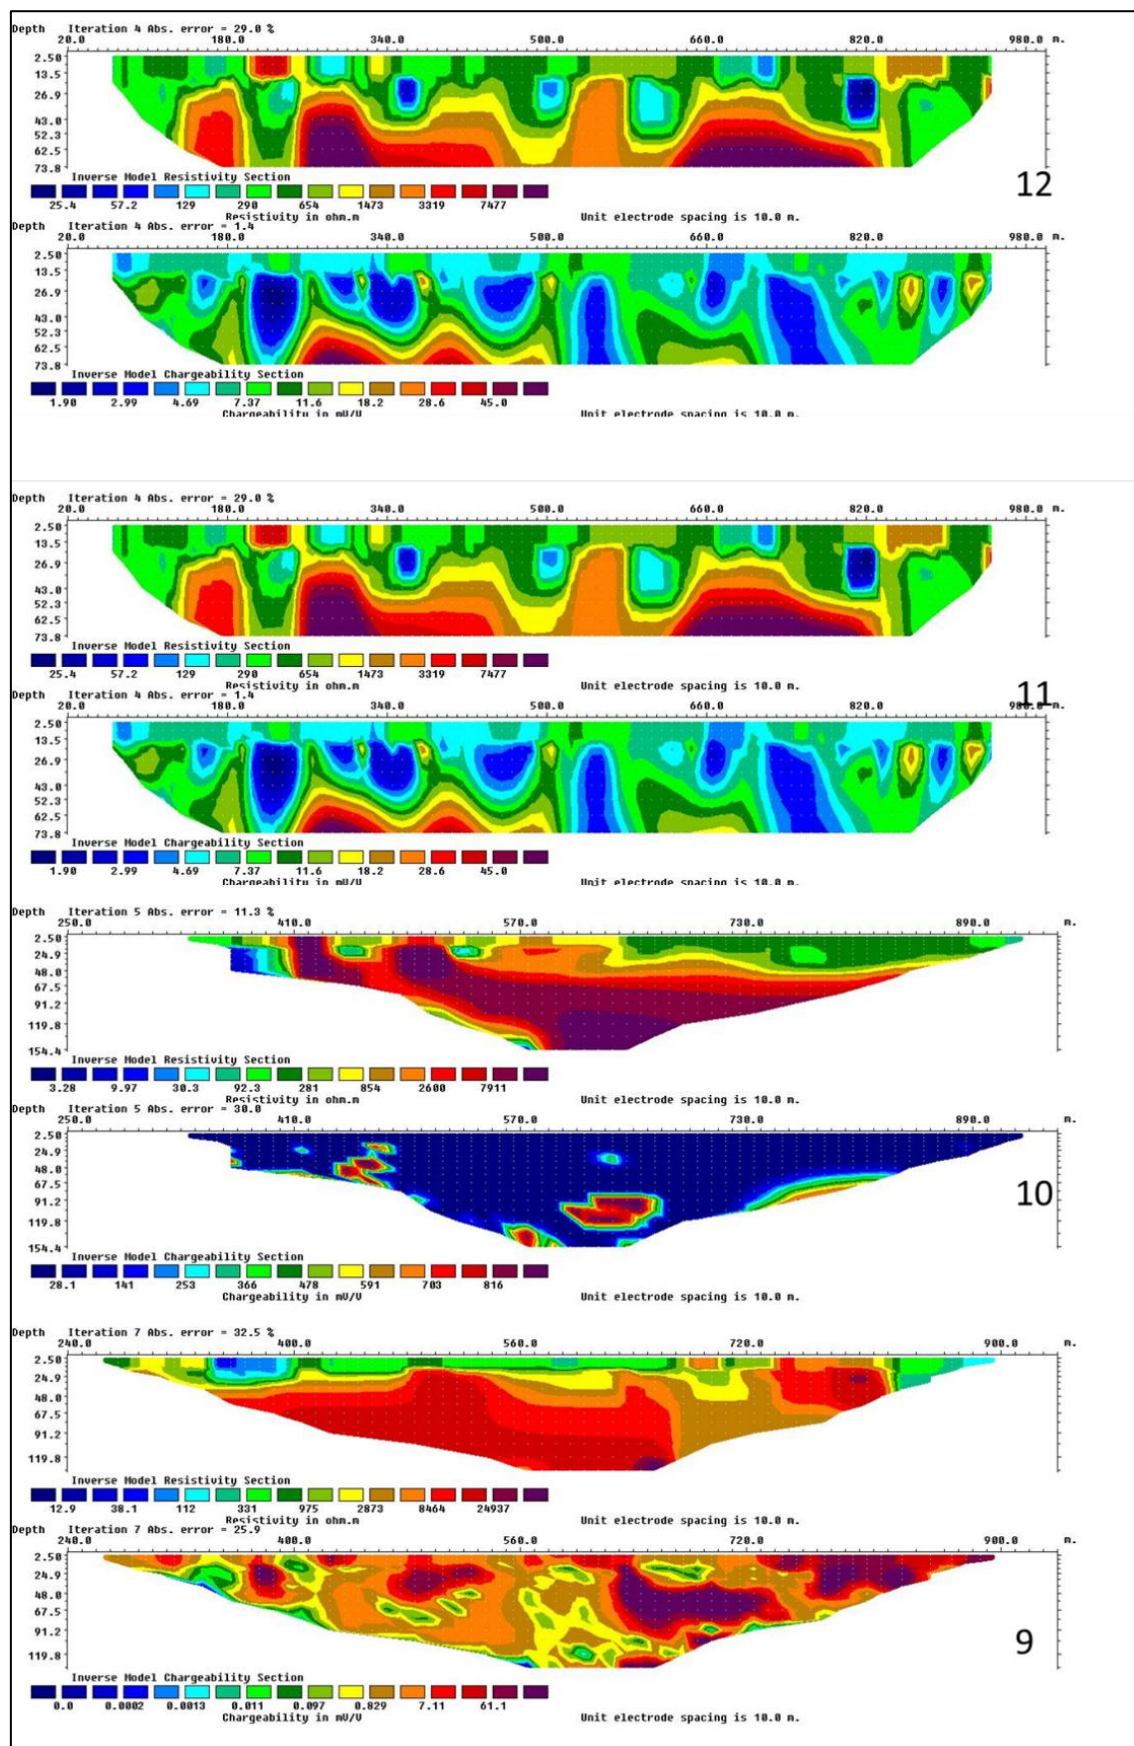 Depth Iteration 4 Abs. error = 29.0 %
20.0 180.0 340.0 500.0 660.0 820.0 980.0 m.
2.50
13.5
26.9
43.0
52.3
62.5
73.8
12
Inverse Model Resistivity Section
25.4 57.2 129 290 654 1473 3319 7477
Resistivity in ohm.m Unit electrode spacing is 10.0 m.
Depth Iteration 4 Abs. error = 1.4
20.0 180.0 340.0 500.0 660.0 820.0 980.0 m.
2.50
13.5
26.9
43.0
52.3
62.5
73.8
Inverse Model Chargeability Section
1.90 2.99 4.69 7.37 11.6 18.2 28.6 45.0
Chargeability in mV/V Unit electrode spacing is 10.0 m.
Depth Iteration 4 Abs. error = 29.0 %
20.0 180.0 340.0 500.0 660.0 820.0 980.0 m.
2.50
13.5
26.9
43.0
52.3
62.5
73.8
Inverse Model Resistivity Section
25.4 57.2 129 290 654 1473 3319 7477
Resistivity in ohm.m Unit electrode spacing is 10.0 m.
11
Depth Iteration 4 Abs. error = 1.4
20.0 180.0 340.0 500.0 660.0 820.0 m.
2.50
13.5
26.9
43.0
52.3
62.5
73.8
Inverse Model Chargeability Section
1.90 2.99 4.69 7.37 11.6 18.2 28.6 45.0
Chargeability in mV/V Unit electrode spacing is 10.0 m.
Depth Iteration 5 Abs. error = 11.3 %
250.0 410.0 570.0 730.0 890.0 m.
2.50
24.9
48.0
67.5
91.2
119.8
154.4
Inverse Model Resistivity Section
3.28 9.97 30.3 92.3 281 854 2600 7911
Resistivity in ohm.m Unit electrode spacing is 10.0 m.
Depth Iteration 5 Abs. error = 30.0
250.0 410.0 570.0 730.0 890.0 m.
2.50
24.9
48.0
67.5
91.2
119.8
154.4
10
Inverse Model Chargeability Section
28.1 141 253 366 478 591 703 816
Chargeability in mV/V Unit electrode spacing is 10.0 m.
Depth Iteration 7 Abs. error = 32.5 %
240.0 400.0 560.0 720.0 900.0 m.
2.50
24.9
48.0
67.5
91.2
119.8
Inverse Model Resistivity Section
12.9 38.1 112 331 975 2873 8464 24937
Resistivity in ohm.m Unit electrode spacing is 10.0 m.
Depth Iteration 7 Abs. error = 25.9
240.0 400.0 560.0 720.0 900.0 m.
2.50
24.9
48.0
67.5
91.2
119.8
9
Inverse Model Chargeability Section
0.0 0.0002 0.0013 0.011 0.097 0.829 7.11 61.1
Chargeability in mV/V Unit electrode spacing is 10.0 m.